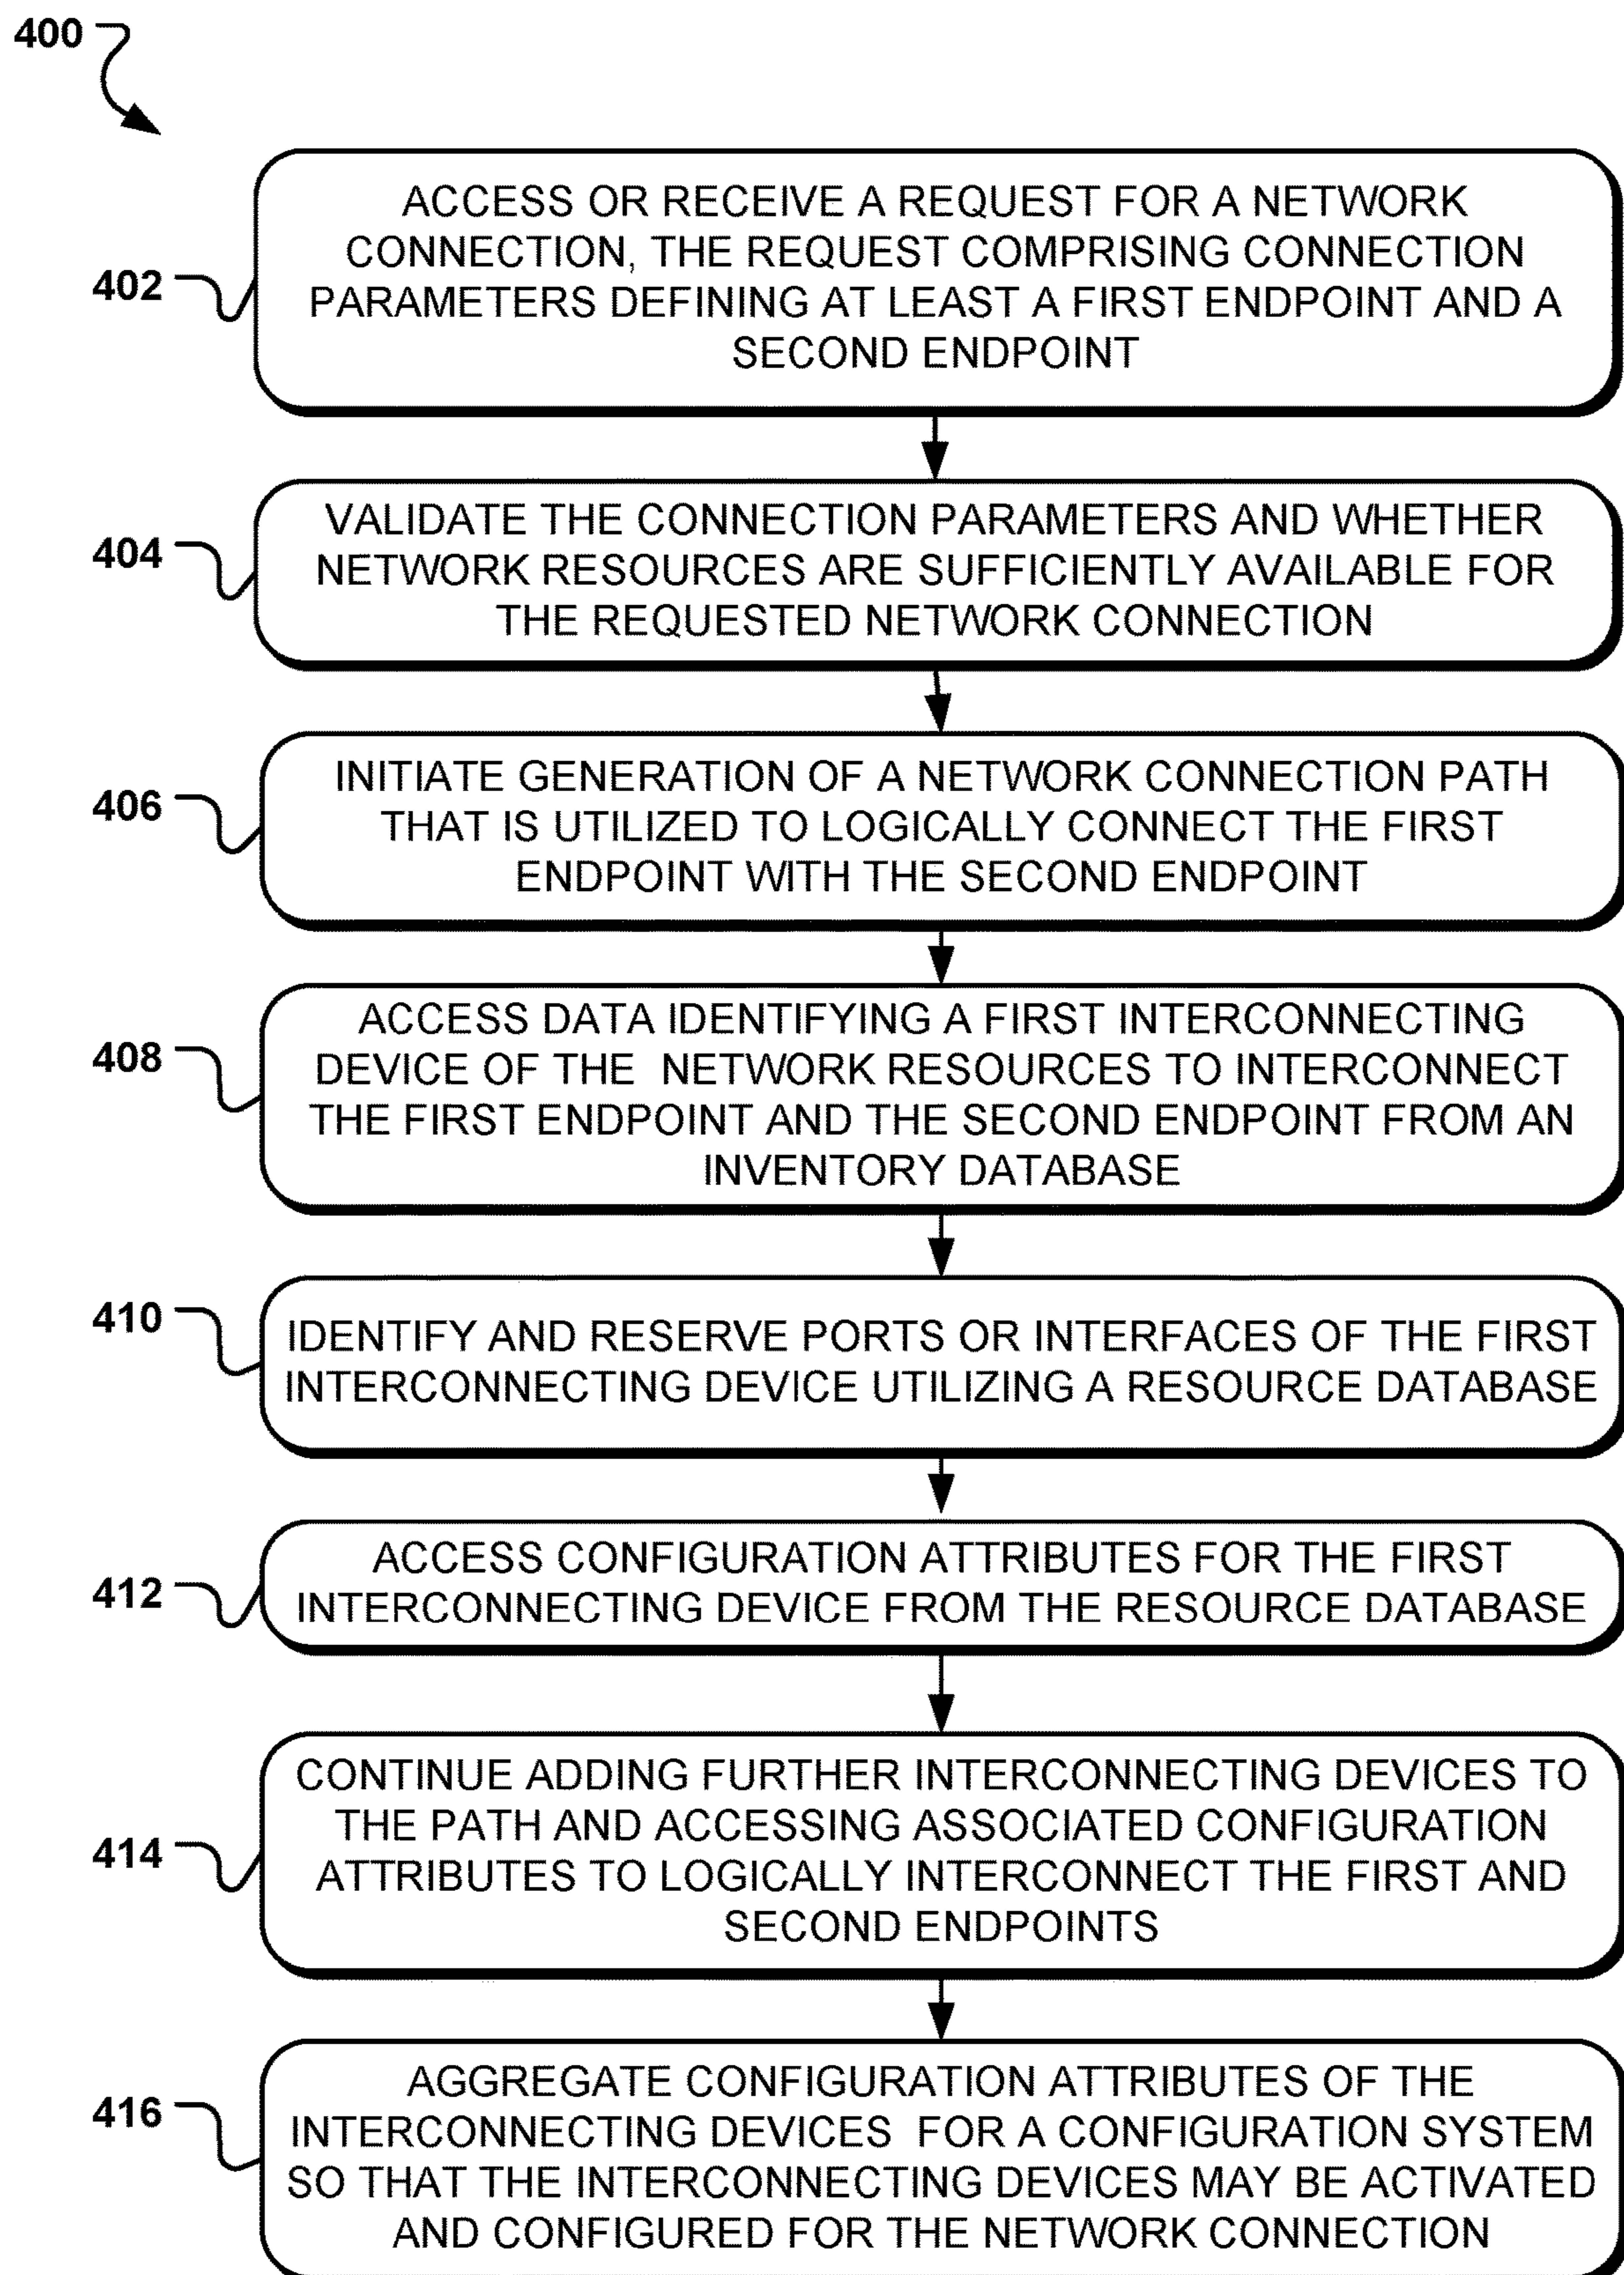 400
ACCESS OR RECEIVE A REQUEST FOR A NETWORK
CONNECTION, THE REQUEST COMPRISING CONNECTION
PARAMETERS DEFINING AT LEAST A FIRST ENDPOINT AND A
SECOND ENDPOINT
402
VALIDATE THE CONNECTION PARAMETERS AND WHETHER
NETWORK RESOURCES ARE SUFFICIENTLY AVAILABLE FOR
THE REQUESTED NETWORK CONNECTION
404
INITIATE GENERATION OF A NETWORK CONNECTION PATH
THAT IS UTILIZED TO LOGICALLY CONNECT THE FIRST
ENDPOINT WITH THE SECOND ENDPOINT
406
ACCESS DATA IDENTIFYING A FIRST INTERCONNECTING
DEVICE OF THE NETWORK RESOURCES TO INTERCONNECT
THE FIRST ENDPOINT AND THE SECOND ENDPOINT FROM AN
INVENTORY DATABASE
408
IDENTIFY AND RESERVE PORTS OR INTERFACES OF THE FIRST
INTERCONNECTING DEVICE UTILIZING A RESOURCE DATABASE
410
ACCESS CONFIGURATION ATTRIBUTES FOR THE FIRST
INTERCONNECTING DEVICE FROM THE RESOURCE DATABASE
412
CONTINUE ADDING FURTHER INTERCONNECTING DEVICES TO
THE PATH AND ACCESSING ASSOCIATED CONFIGURATION
ATTRIBUTES TO LOGICALLY INTERCONNECT THE FIRST AND
SECOND ENDPOINTS
414
AGGREGATE CONFIGURATION ATTRIBUTES OF THE
INTERCONNECTING DEVICES FOR A CONFIGURATION SYSTEM
SO THAT THE INTERCONNECTING DEVICES MAY BE ACTIVATED
AND CONFIGURED FOR THE NETWORK CONNECTION
416